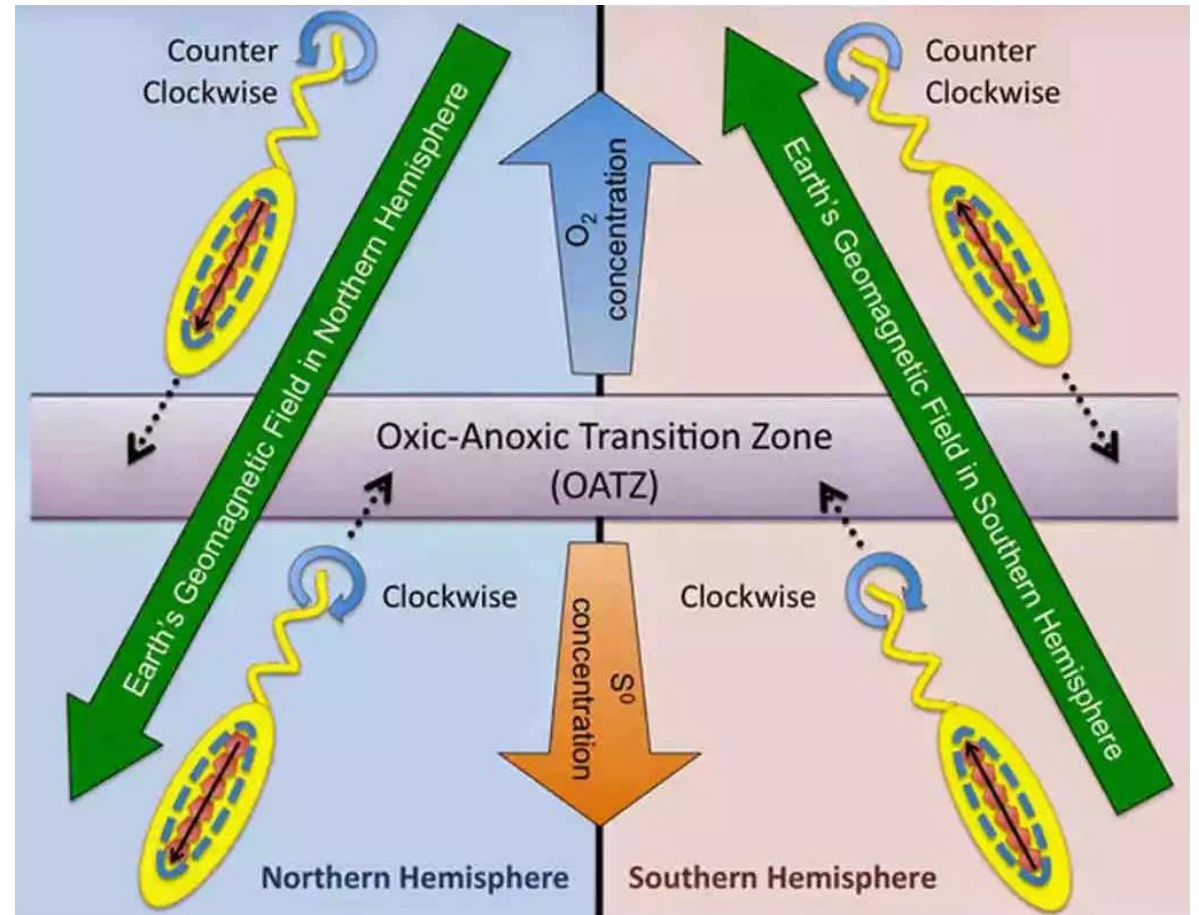 Counter
Clockwise
Earth's Geomagnetic Field in Northern Hemisphere
O₂
concentration
Earth's Geomagnetic Field in Southern Hemisphere
Counter
Clockwise
Oxic-Anoxic Transition Zone
(OATZ)
Clockwise
S⁰
concentration
Clockwise
Northern Hemisphere
Southern Hemisphere